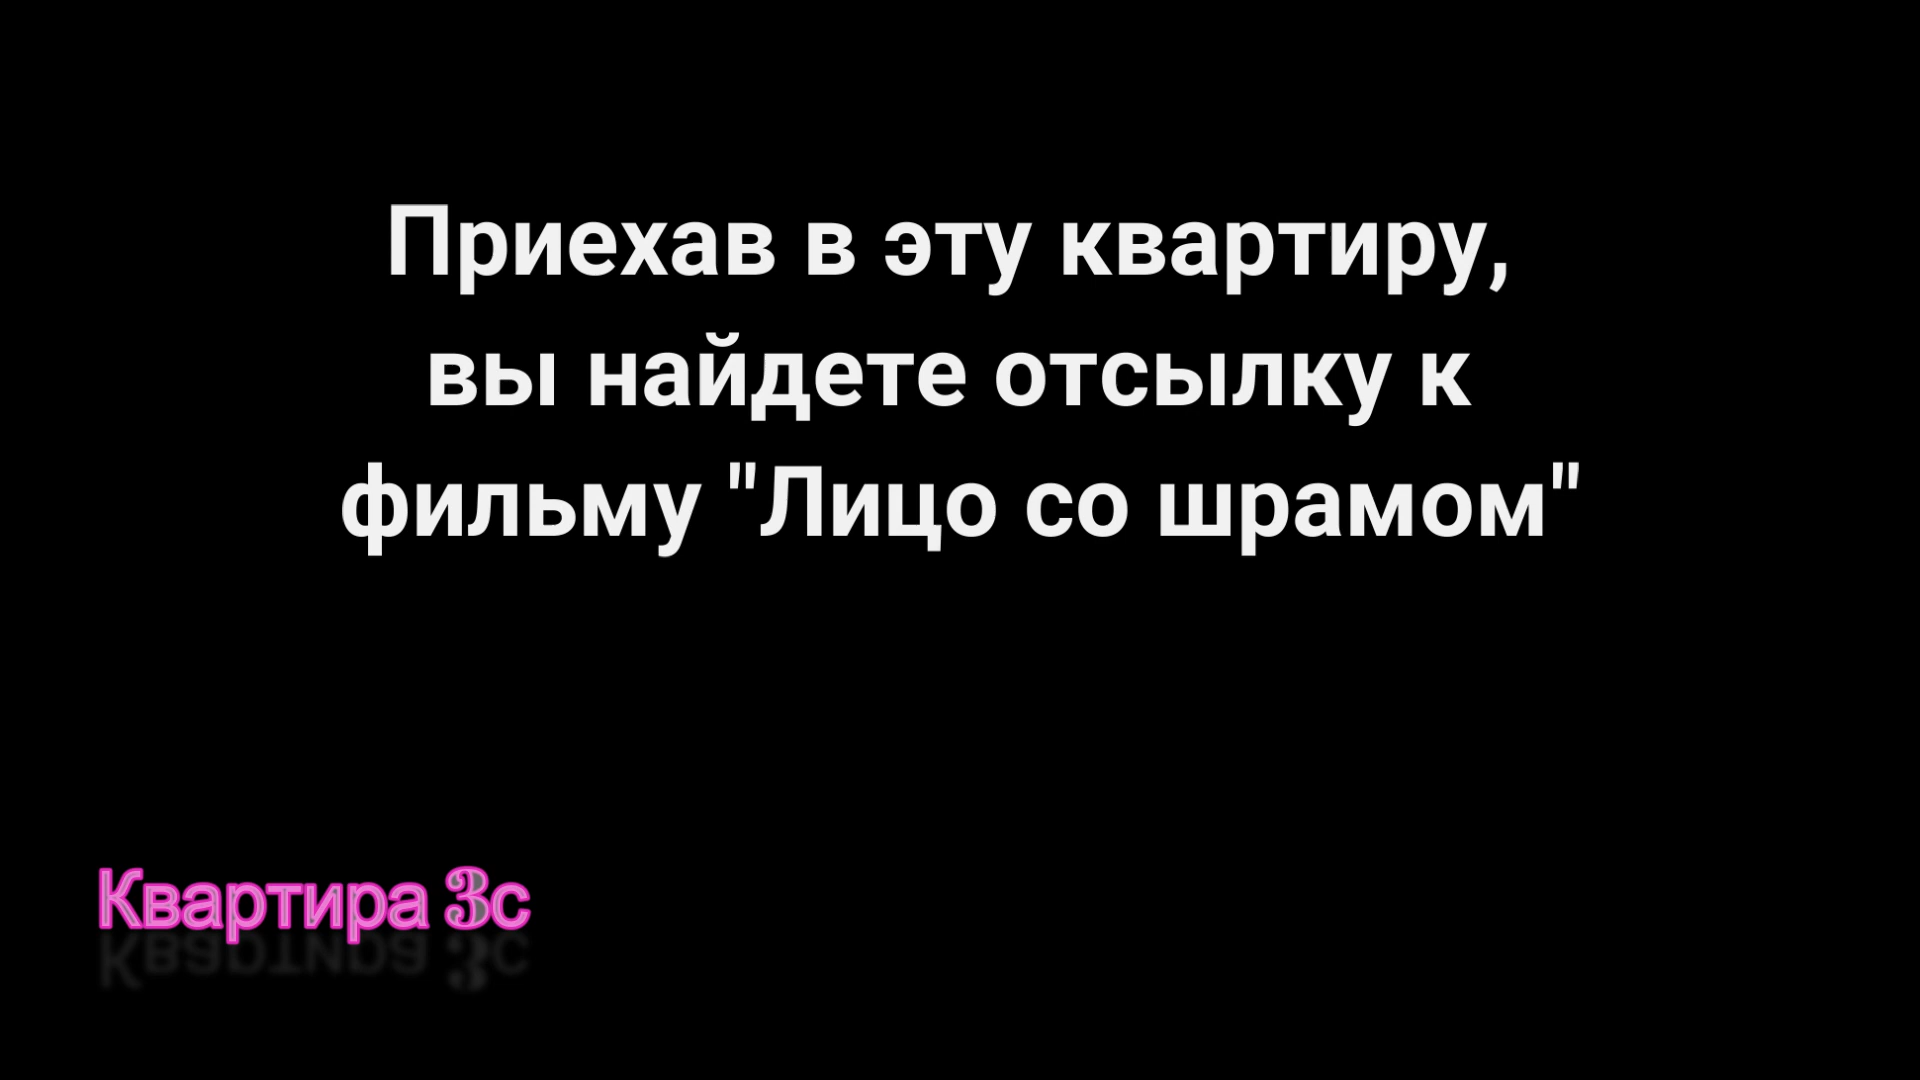 Приехав в эту квартиру,
вы найдете отсылку к
фильму "Лицо со шрамом"
Квартира 3с